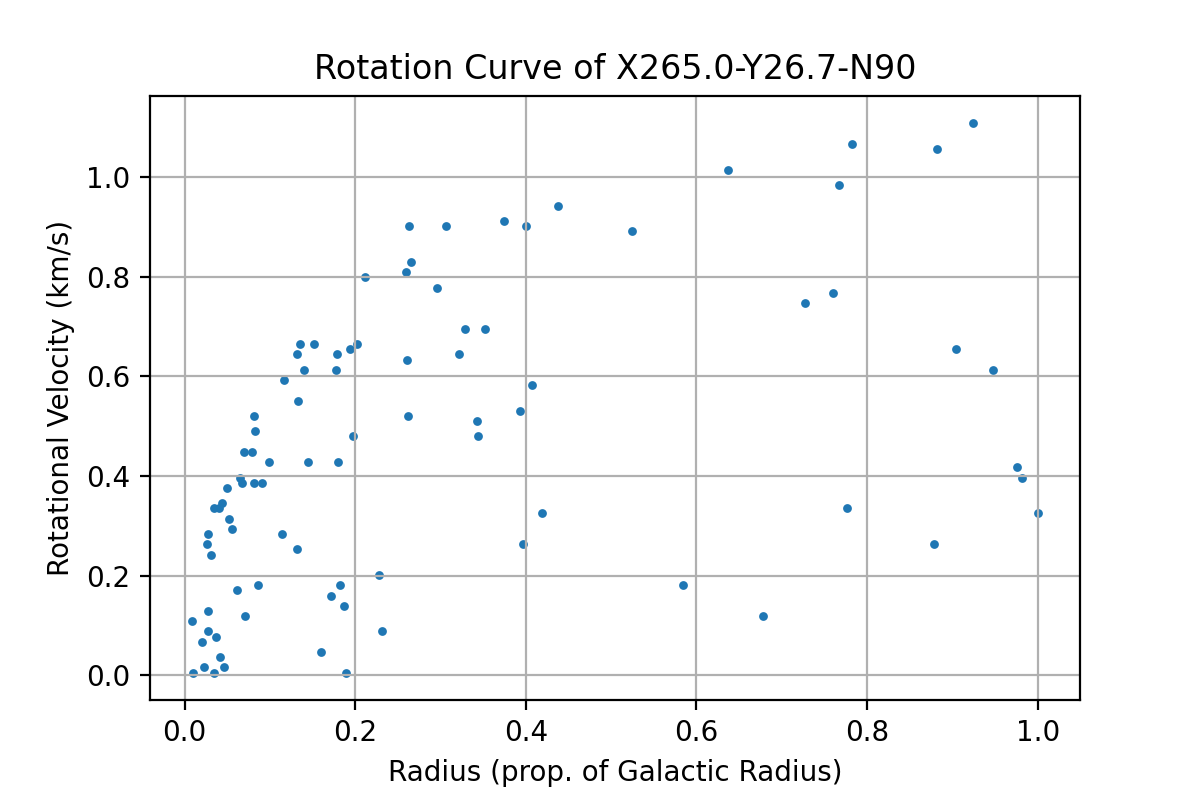 Rotation Curve of X265.0-Y26.7-N90
Rotational Velocity (km/s)
1.0
0.8
0.6
0.4
0.2
0.0
0.0 0.2 0.4 0.6 0.8 1.0
Radius (prop. of Galactic Radius)